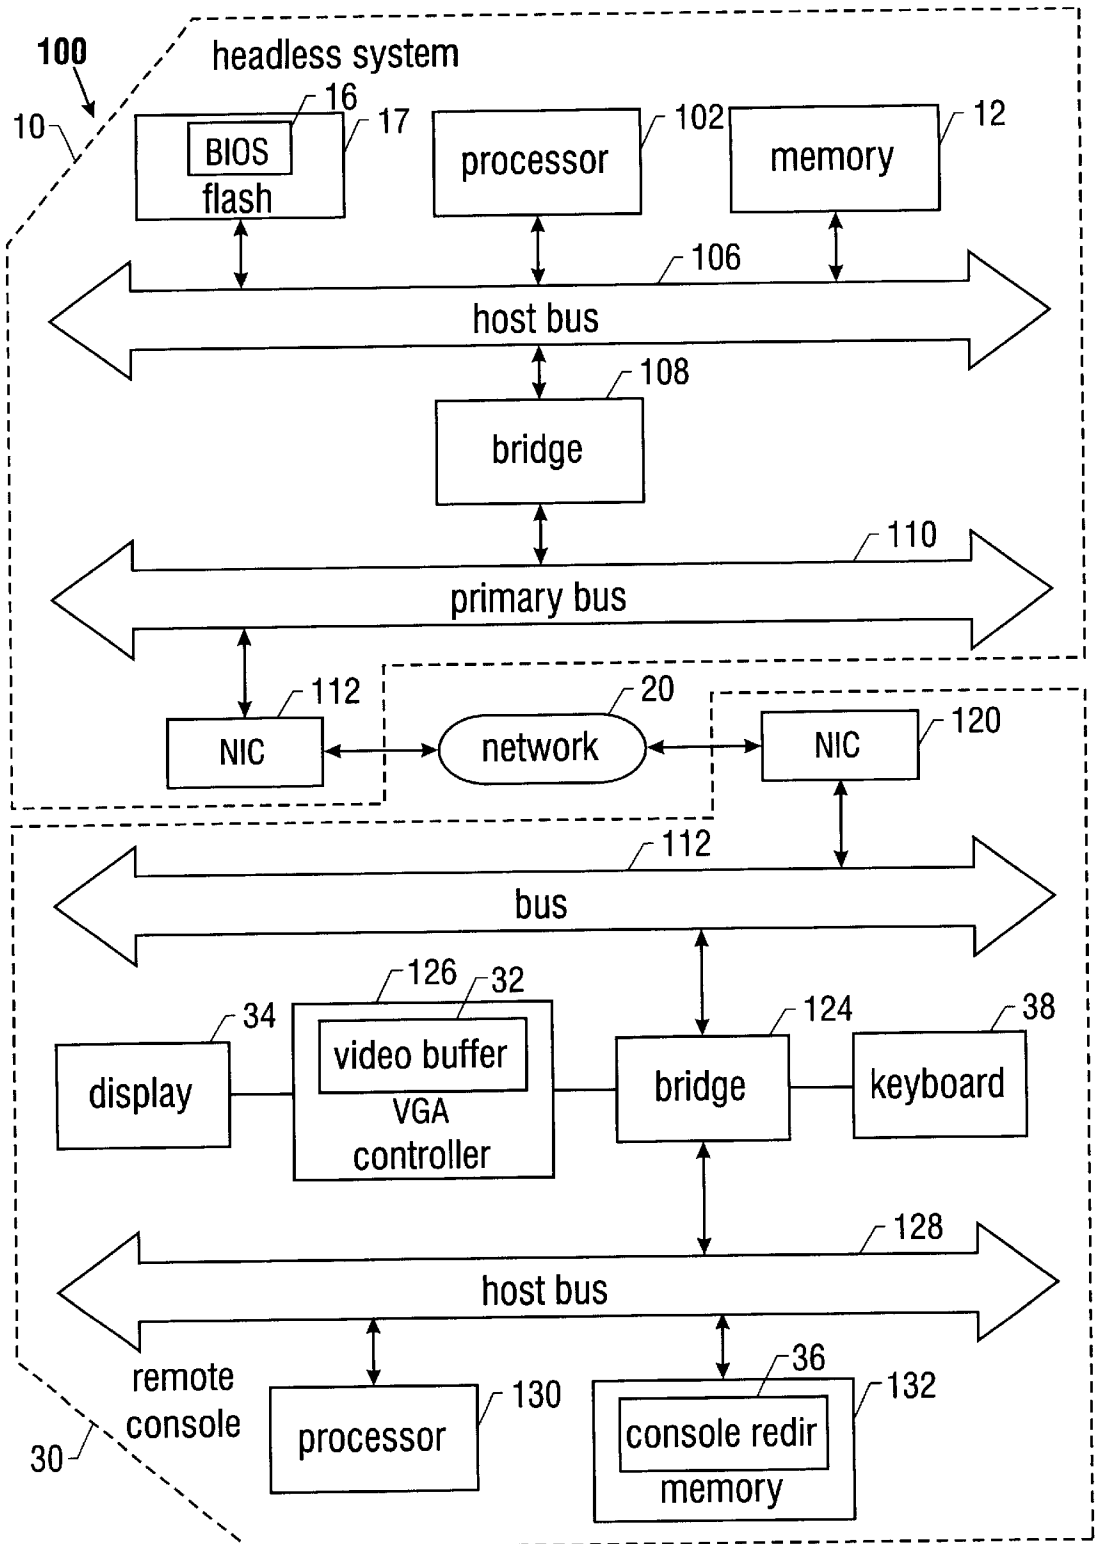 headless system
100
10
16
17
BIOS
flash
102
processor
12
memory
106
host bus
108
bridge
110
primary bus
112
NIC
20
network
120
NIC
112
bus
126
32
34
display
video buffer
VGA
controller
124
bridge
38
keyboard
128
host bus
remote
console
30
130
processor
36
132
console redir
memory